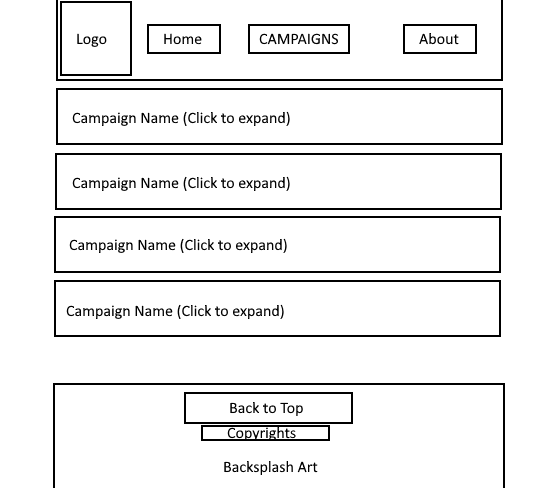 Logo
Home
CAMPAIGNS
About
Campaign Name (Click to expand)
Campaign Name (Click to expand)
Campaign Name (Click to expand)
Campaign Name (Click to expand)
Back to Top
Copyrights
Backsplash Art